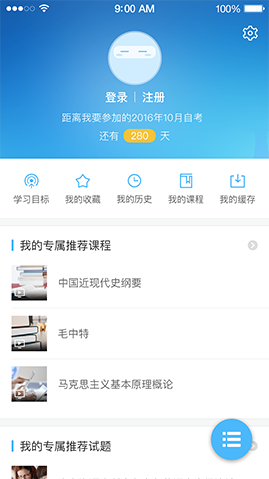 9:00 AM
100%
登录 | 注册
距离我要参加的2016年10月自考
还有 280 天
学习目标 我的收藏 我的历史 我的课程 我的缓存
我的专属推荐课程
中国近现代史纲要
毛中特
马克思主义基本原理概论
我的专属推荐试题